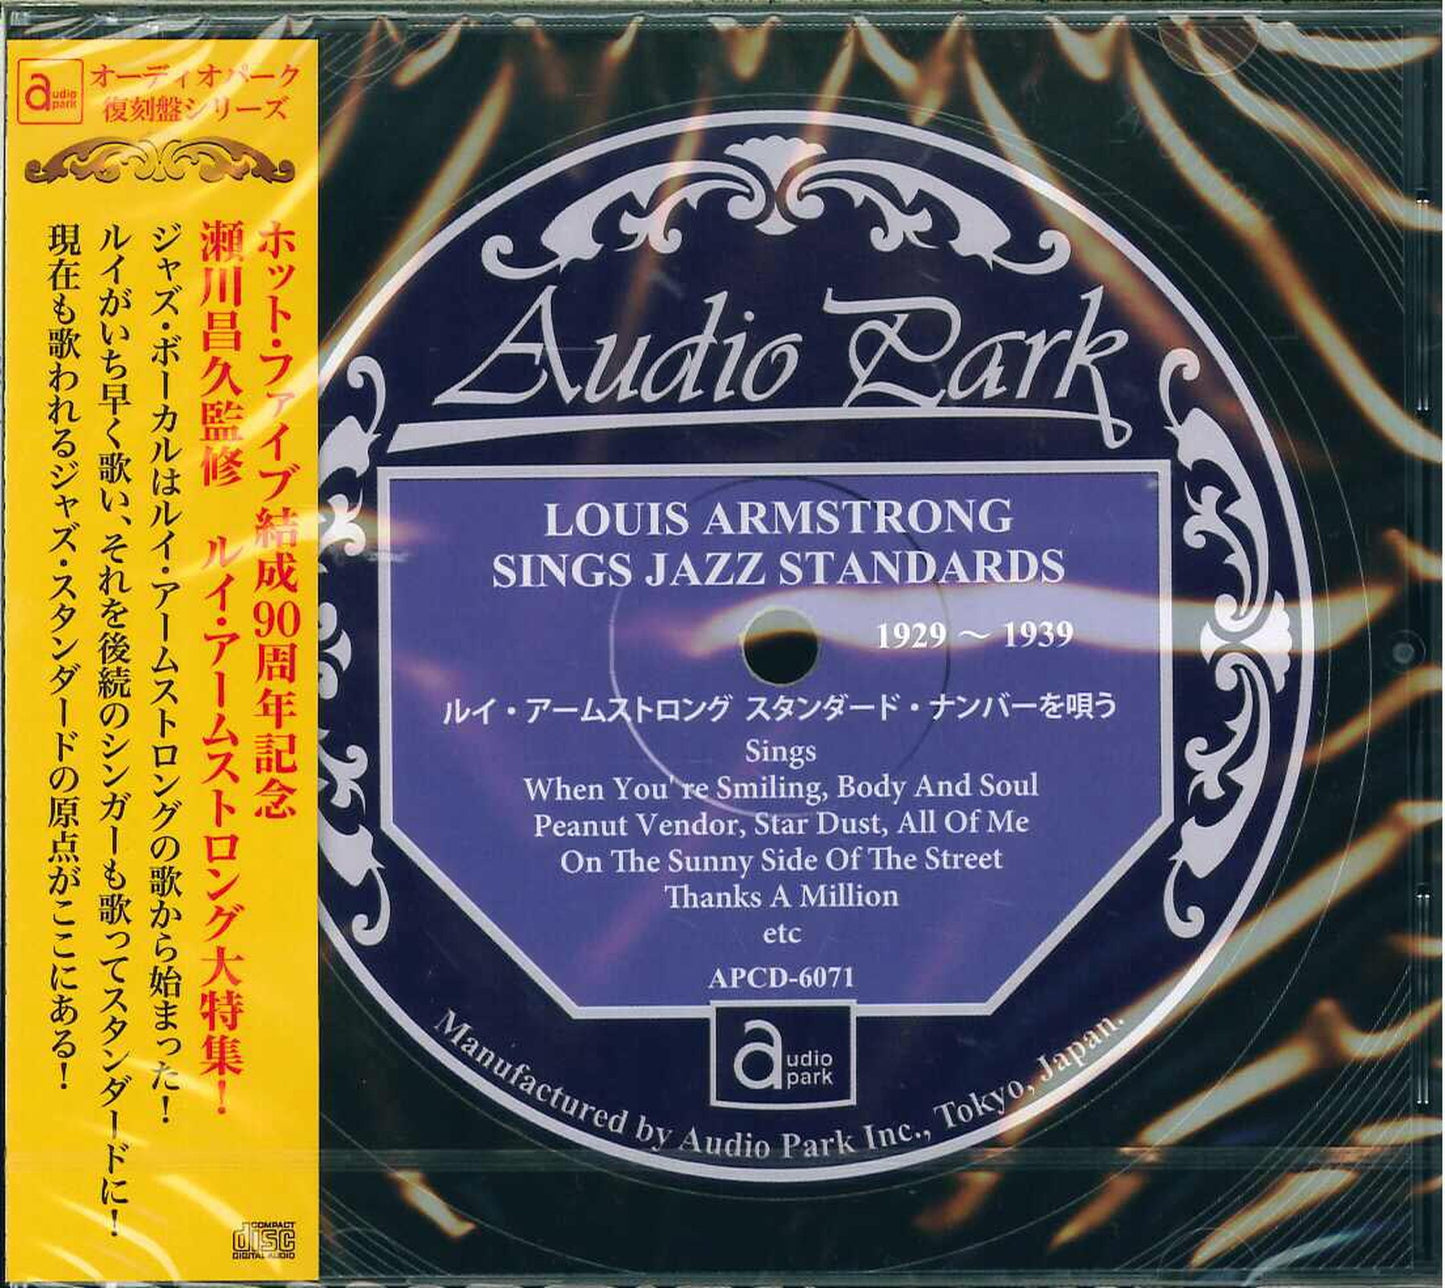 audio park
オーディオパーク
復刻盤シリーズ
ホット・ファイブ結成90周年記念
瀬川昌久監修 ルイ・アームストロング大特集!
ジャズ・ボーカルはルイ・アームストロングの歌から始まった!
ルイがいち早く歌い、それを後続のシンガーも歌ってスタンダードに!
現在も歌われるジャズ・スタンダードの原点がここにある!
COMPACT
disc
DIGITAL AUDIO
Audio Park
LOUIS ARMSTRONG
SINGS JAZZ STANDARDS
1929 ~ 1939
ルイ・アームストロング スタンダード・ナンバーを唄う
Sings
When You're Smiling, Body And Soul
Peanut Vendor, Star Dust, All Of Me
On The Sunny Side Of The Street
Thanks A Million
etc
APCD-6071
audio
park
Manufactured by Audio Park Inc., Tokyo, Japan.